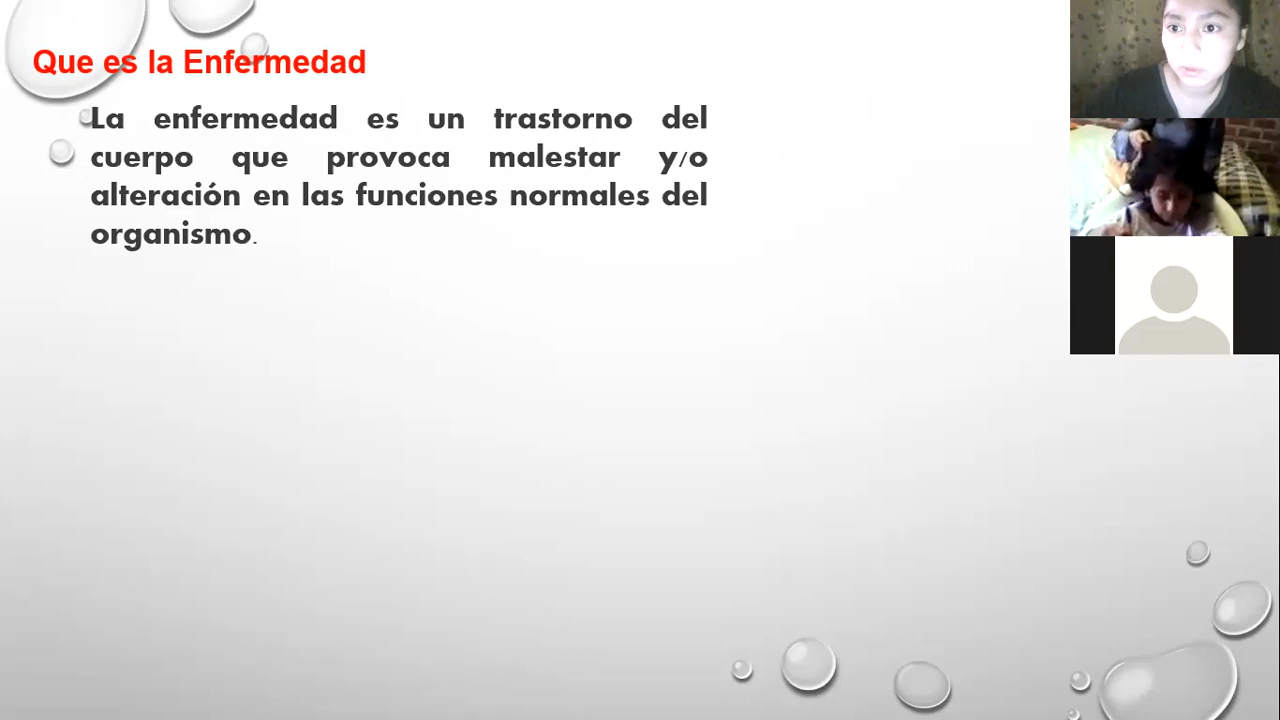 Que es la Enfermedad
La enfermedad es un trastorno del
cuerpo que provoca malestar y/o
alteración en las funciones normales del
organismo.